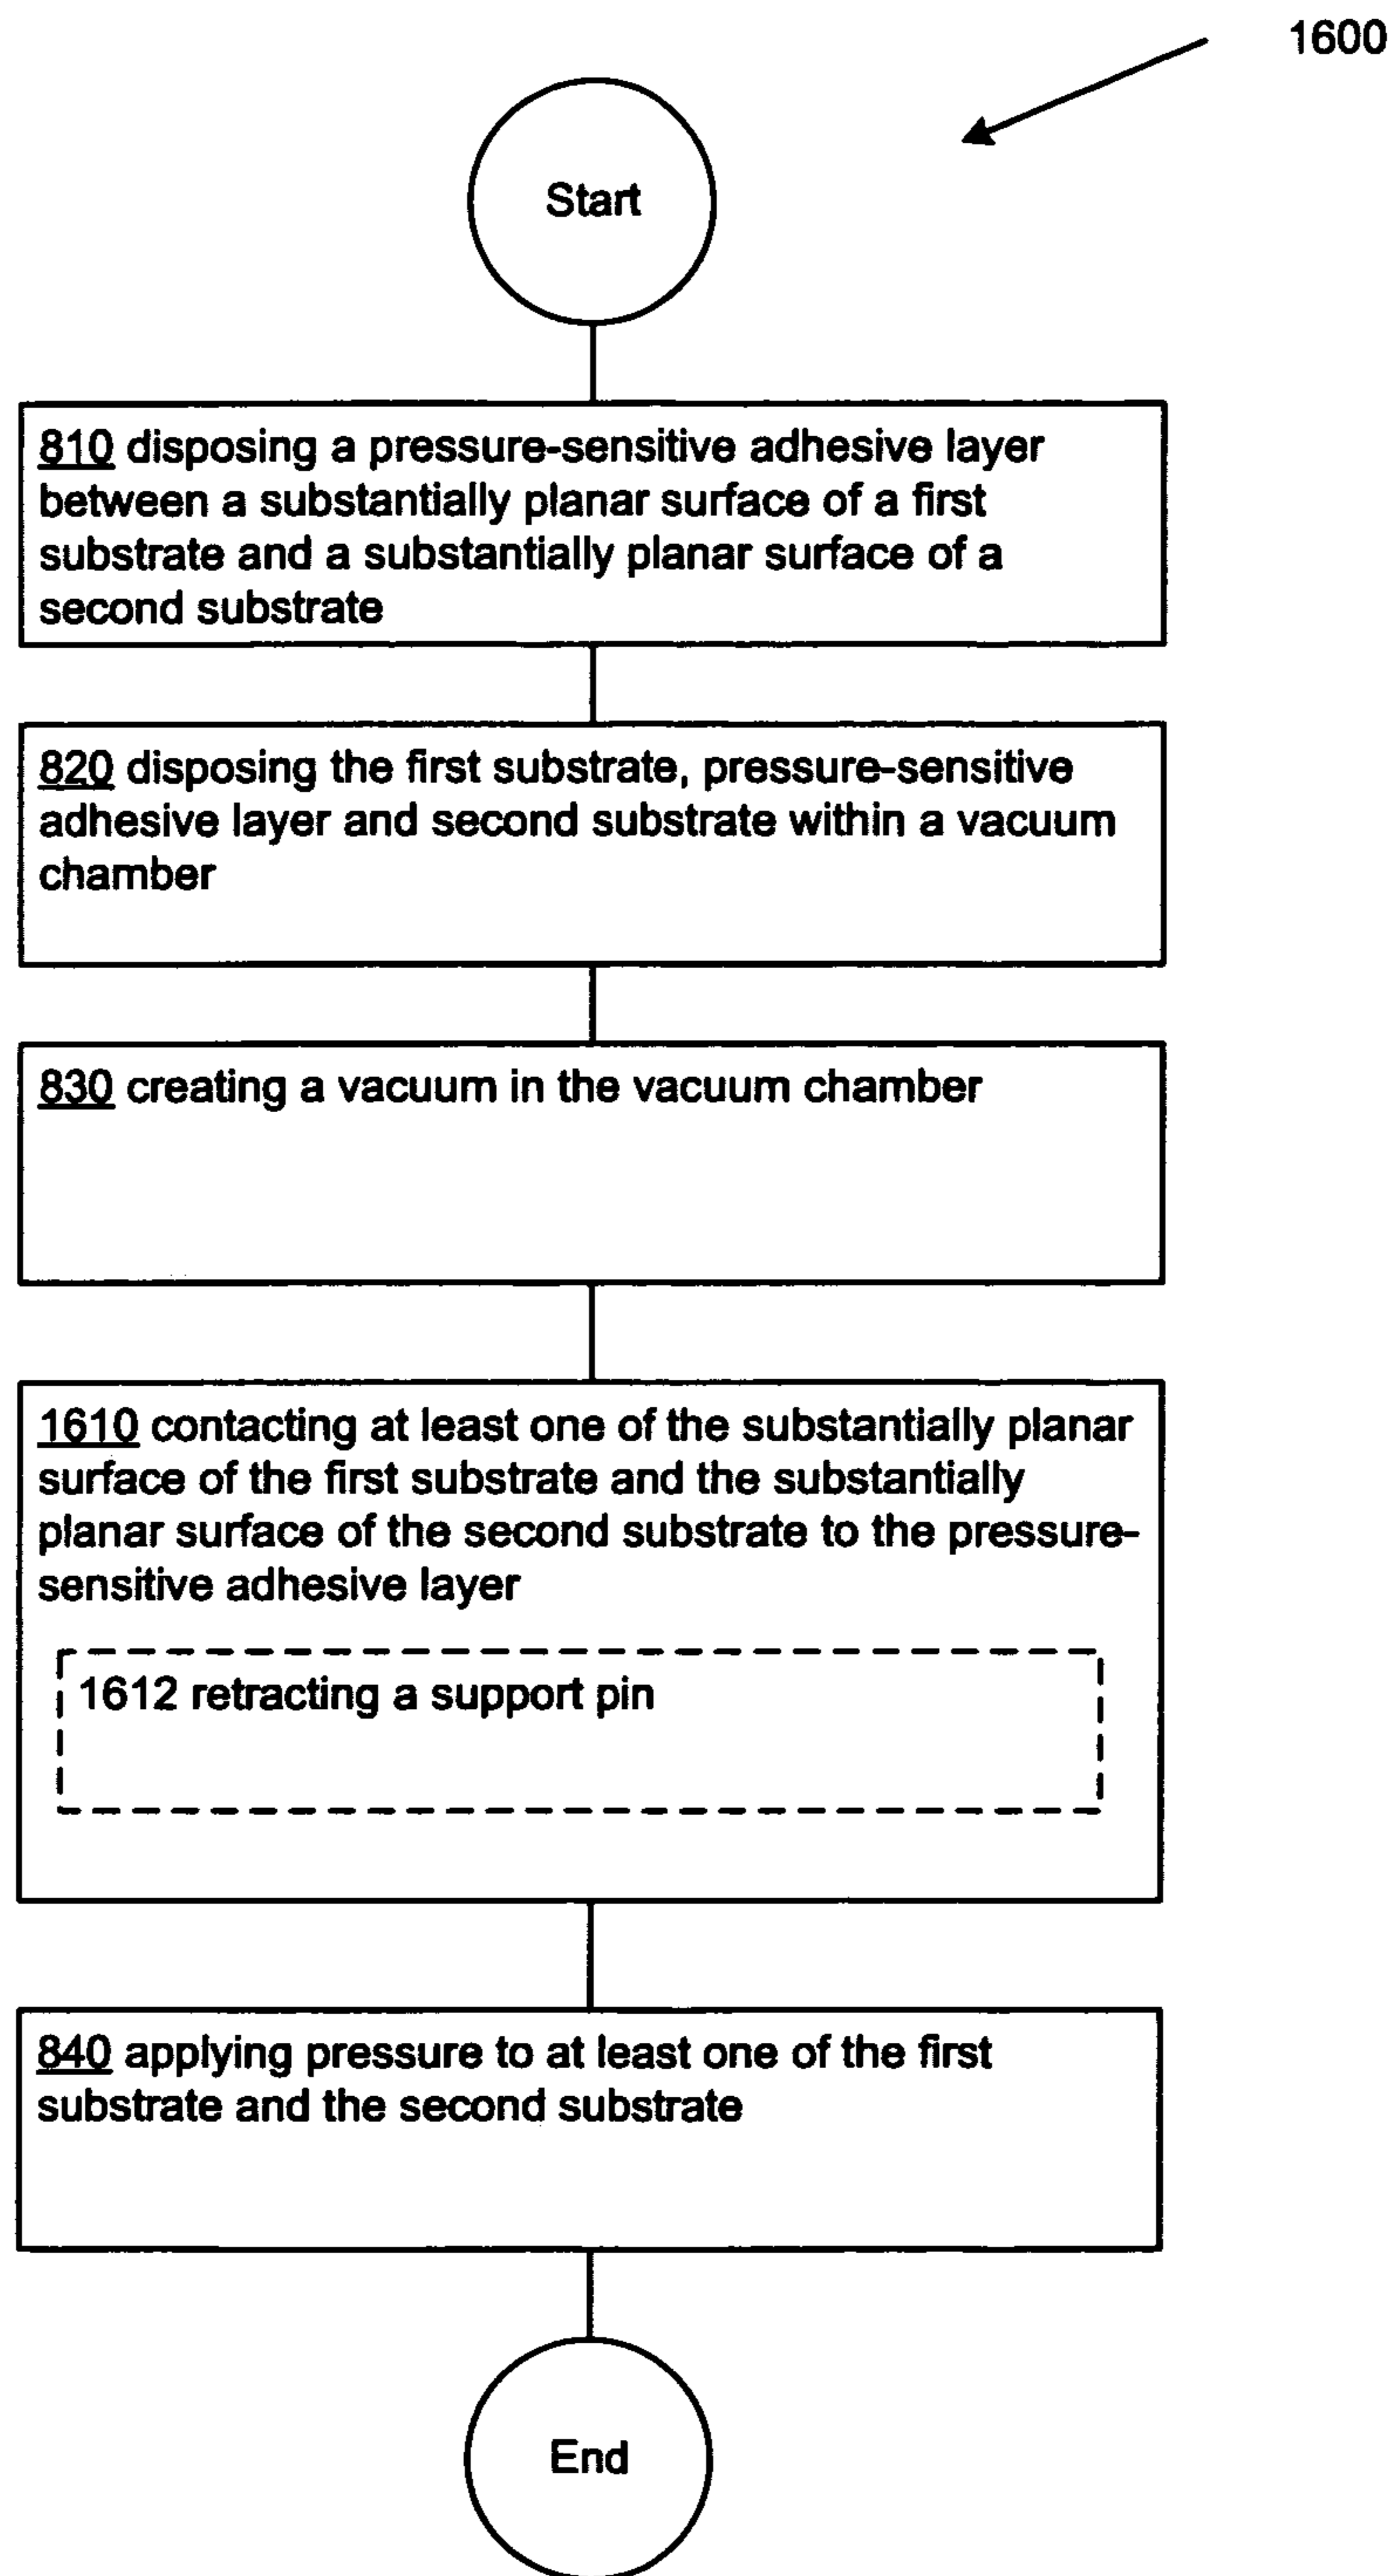 1600
Start
810 disposing a pressure-sensitive adhesive layer
between a substantially planar surface of a first
substrate and a substantially planar surface of a
second substrate
820 disposing the first substrate, pressure-sensitive
adhesive layer and second substrate within a vacuum
chamber
830 creating a vacuum in the vacuum chamber
1610 contacting at least one of the substantially planar
surface of the first substrate and the substantially
planar surface of the second substrate to the pressure-
sensitive adhesive layer
1612 retracting a support pin
840 applying pressure to at least one of the first
substrate and the second substrate
End